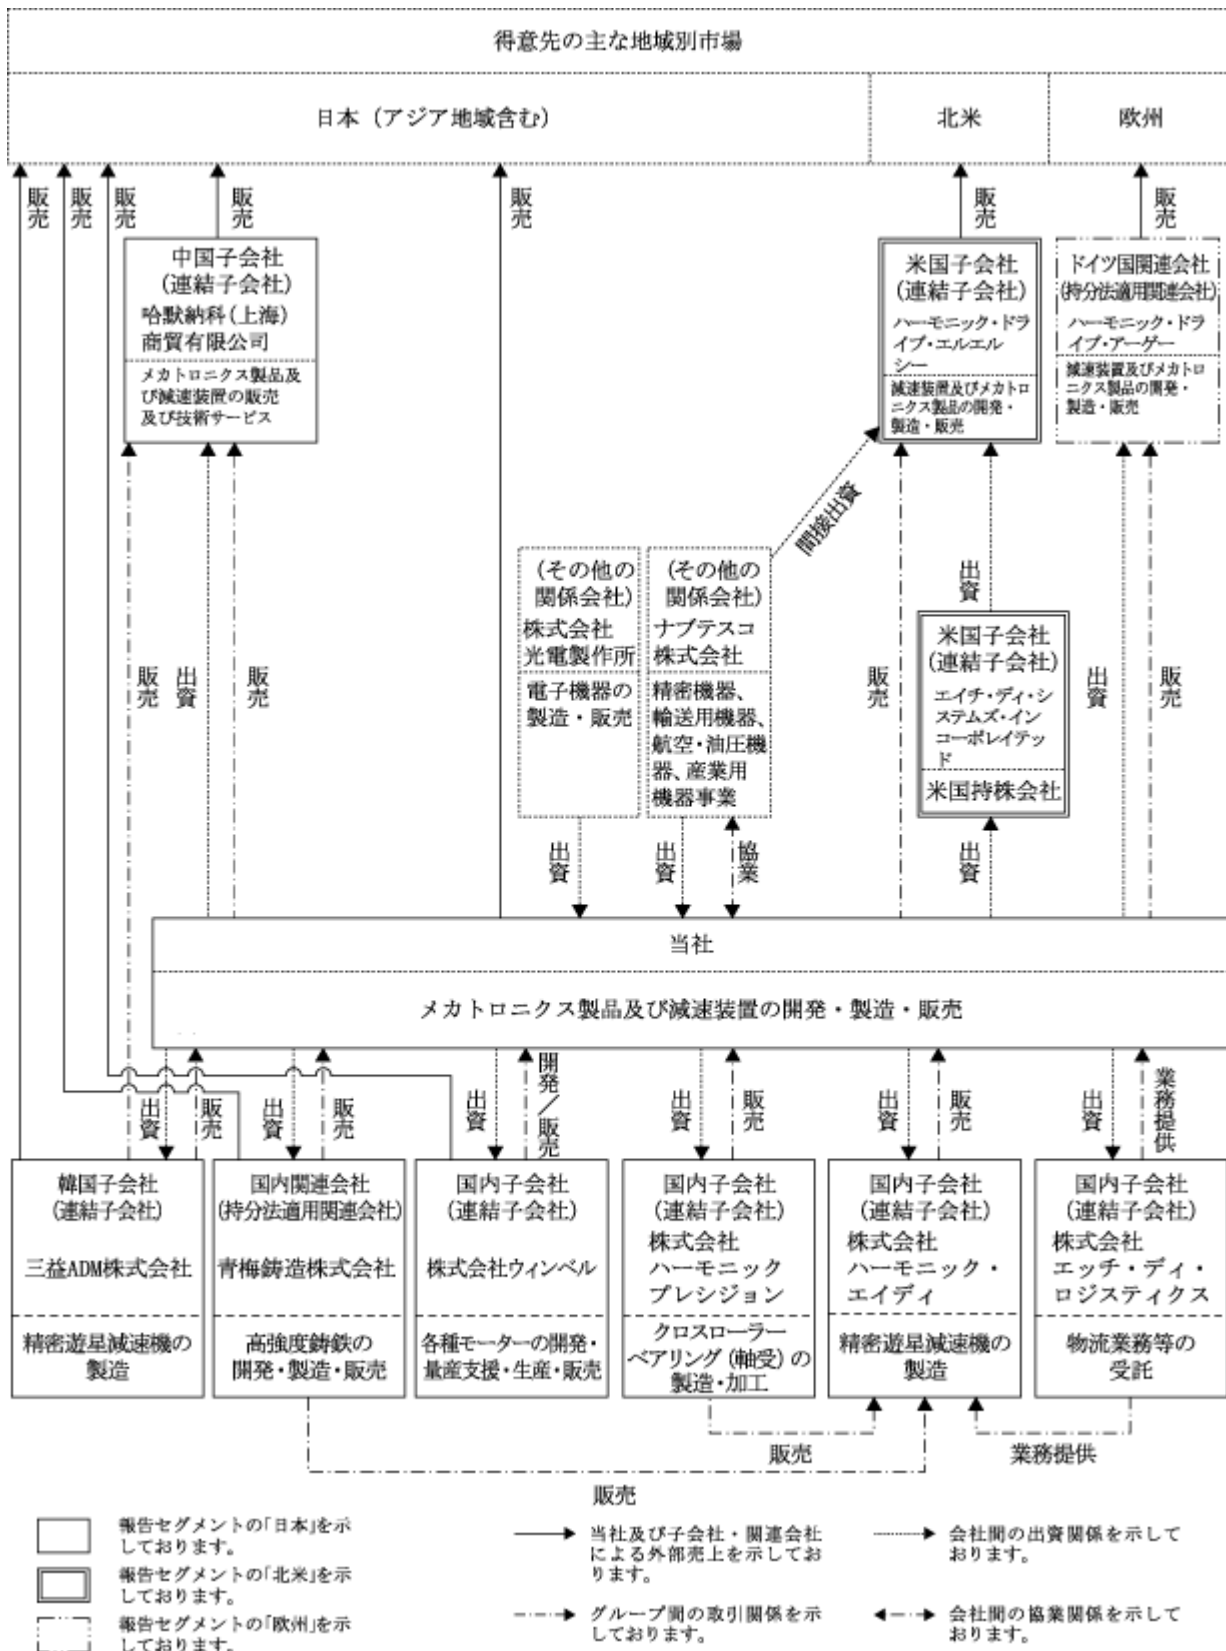 得意先の主な地域別市場
日本（アジア地域含む）
北米
欧州
販売
販売
販売
販売
販売
販売
販売
中国子会社
(連結子会社)
哈默納科(上海)
商貿有限公司
メカトロニクス製品及
び減速装置の販売
及び技術サービス
米国子会社
(連結子会社)
ハーモニック・ドラ
イブ・エルエル
シー
減速装置及びメカトロ
ニクス製品の開発・
製造・販売
ドイツ国関連会社
(持分法適用関連会社)
ハーモニック・ドラ
イブ・アーゲー
減速装置及びメカトロ
ニクス製品の開発・
製造・販売
間接出資
(その他の
関係会社)
株式会社
光電製作所
電子機器の
製造・販売
(その他の
関係会社)
ナブテスコ
株式会社
精密機器、
輸送用機器、
航空・油圧機
器、産業用
機器事業
出資
米国子会社
(連結子会社)
エイチ・ディ・シ
ステムズ・イン
コーポレイテッ
ド
米国持株会社
販売
出資
販売
販売
出資
販売
出資
出資
協業
出資
当社
メカトロニクス製品及び減速装置の開発・製造・販売
出資
販売
出資
販売
出資
開発／販売
出資
販売
出資
販売
出資
業務提供
韓国子会社
(連結子会社)
三益ADM株式会社
精密遊星減速機の
製造
国内関連会社
(持分法適用関連会社)
青梅鋳造株式会社
高強度鋳鉄の
開発・製造・販売
国内子会社
(連結子会社)
株式会社ウィンベル
各種モーターの開発・
量産支援・生産・販売
国内子会社
(連結子会社)
株式会社
ハーモニック
プレシジョン
クロスローラー
ベアリング(軸受)の
製造・加工
国内子会社
(連結子会社)
株式会社
ハーモニック・
エイディ
精密遊星減速機の
製造
国内子会社
(連結子会社)
株式会社
エッチ・ディ・
ロジスティクス
物流業務等の
受託
販売
業務提供
販売
報告セグメントの「日本」を示
しております。
報告セグメントの「北米」を示
しております。
報告セグメントの「欧州」を示
しております。
当社及び子会社・関連会社
による外部売上を示してお
ります。
グループ間の取引関係を示
しております。
会社間の出資関係を示して
おります。
会社間の協業関係を示して
おります。